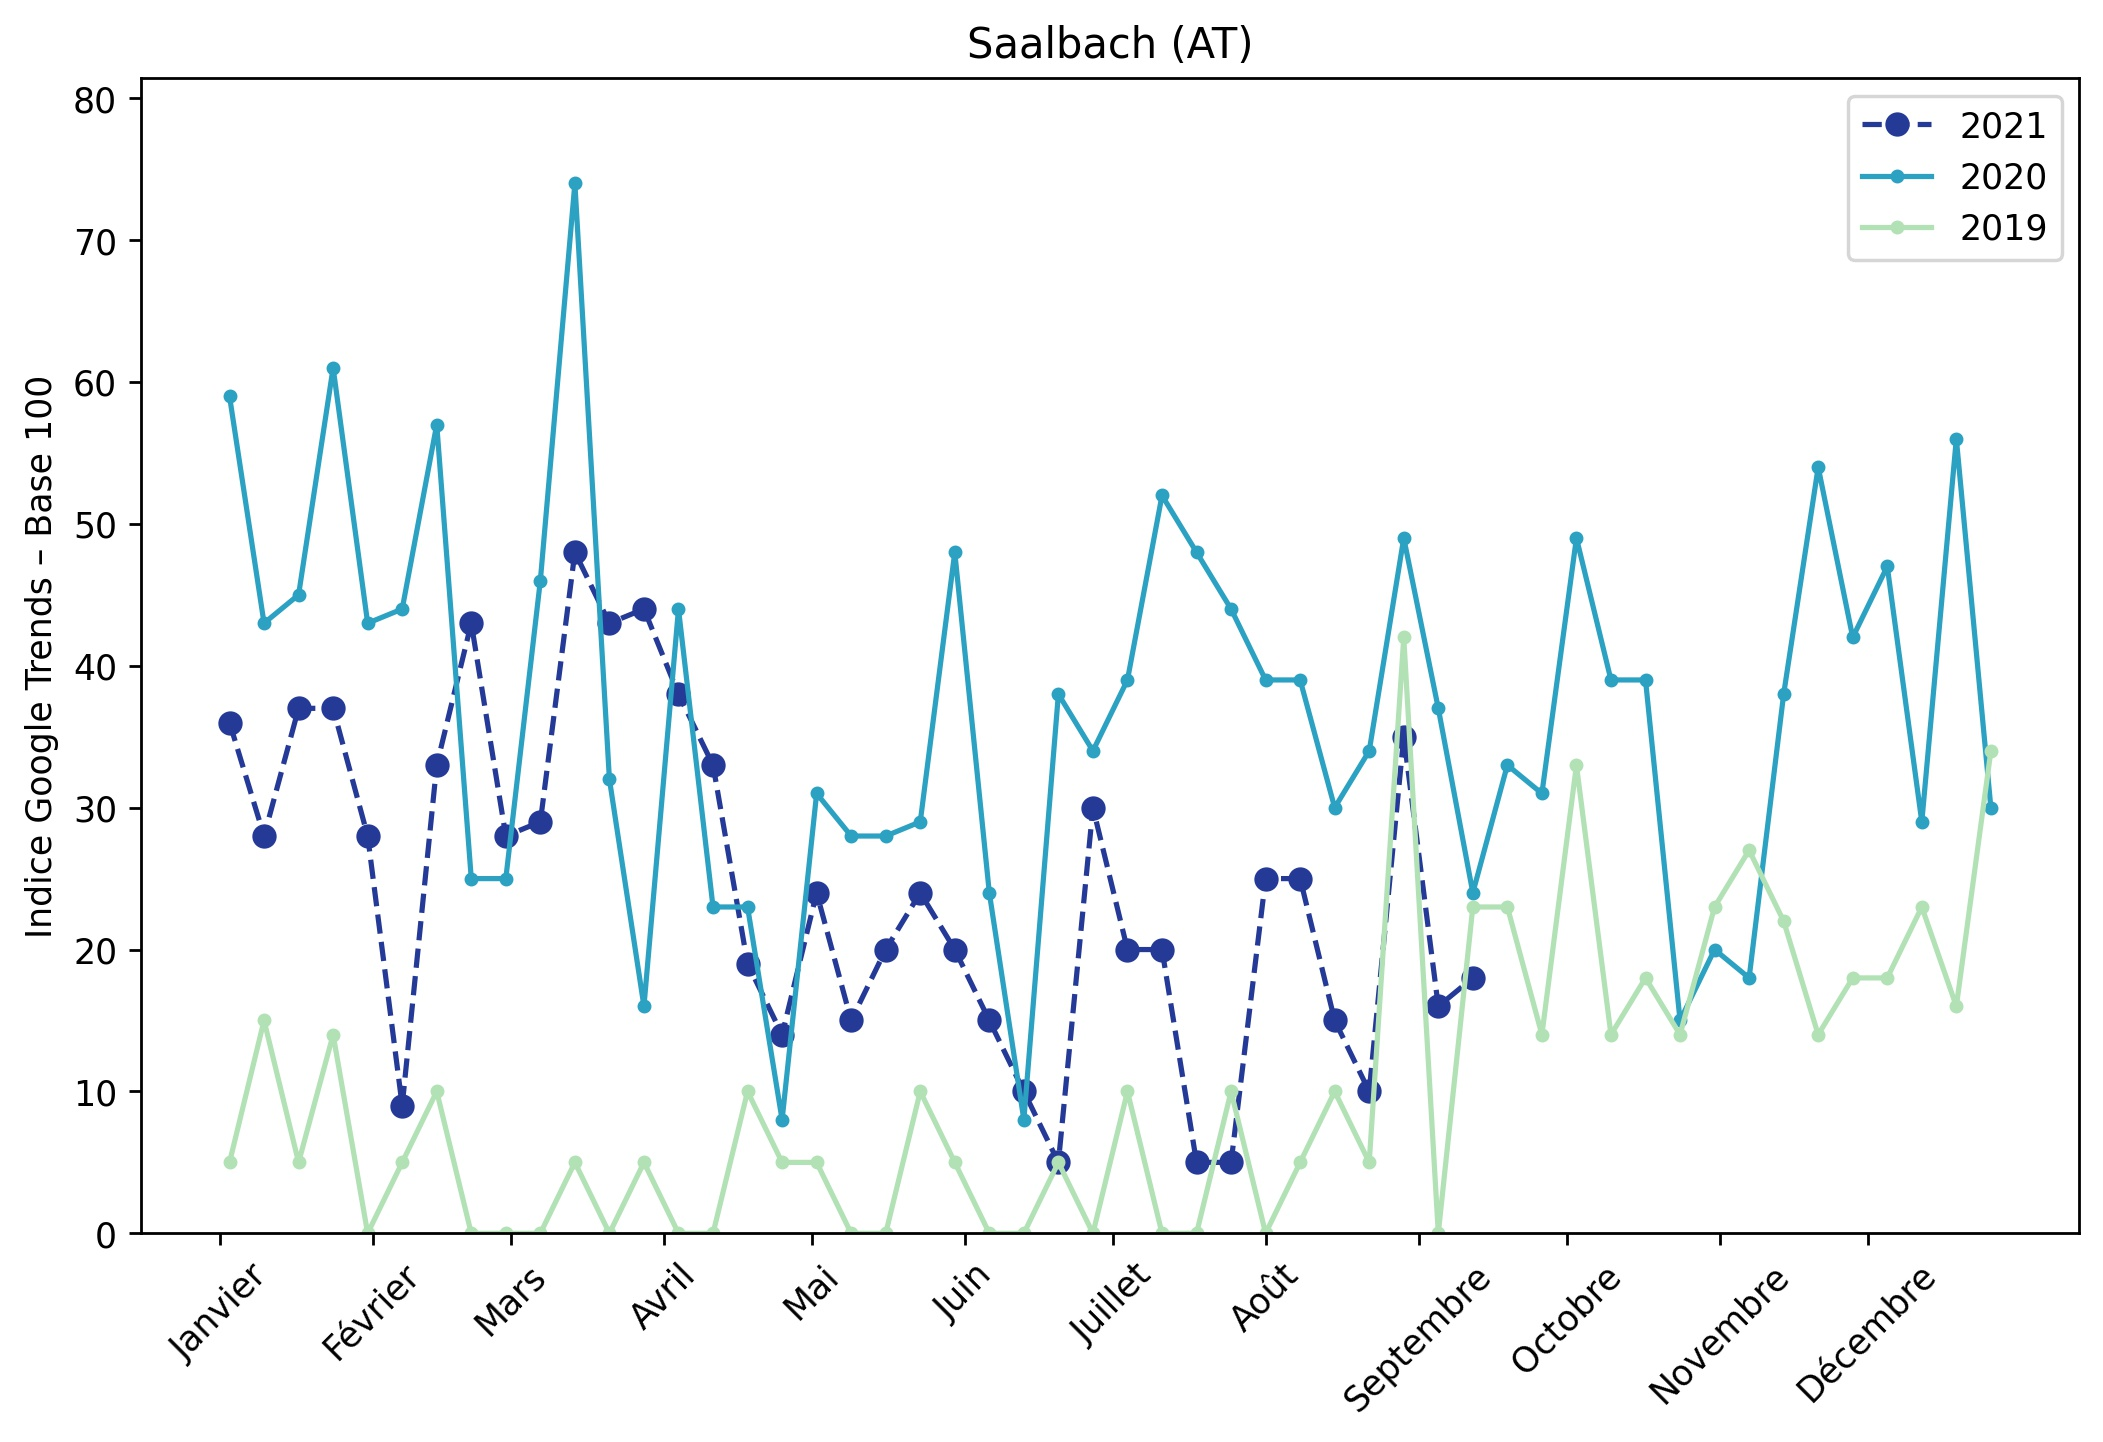 Saalbach (AT)
Indice Google Trends – Base 100
80
70
60
50
40
30
20
10
0
2021
2020
2019
Janvier
Février
Mars
Avril
Mai
Juin
Juillet
Août
Septembre
Octobre
Novembre
Décembre